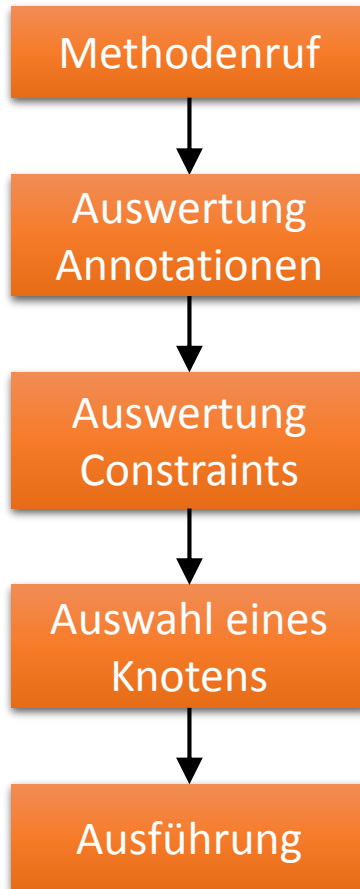 Methodenruf
Auswertung
Annotationen
Auswertung
Constraints
Auswahl eines
Knotens
Ausführung